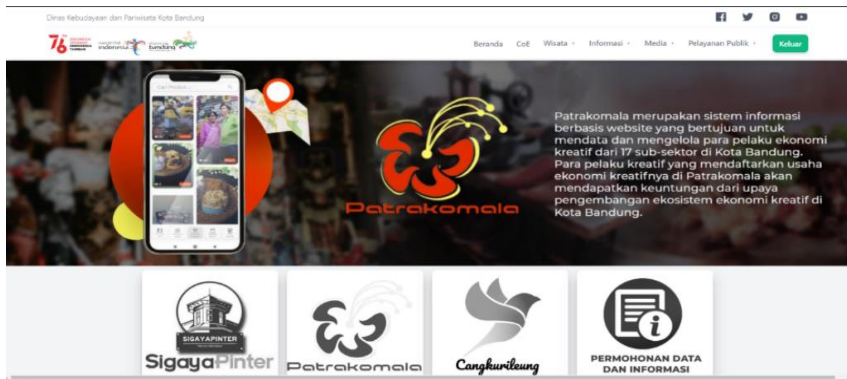 Dinas Kebudayaan dan Pariwisata Kota Bandung
76
Beranda CoE Wisata Informasi Media Pelayanan Publik Keluar
Cari Product...
Patrakomala merupakan sistem informasi
berbasis website yang bertujuan untuk
mendata dan mengelola para pelaku ekonomi
kreatif dari 17 sub-sektor di Kota Bandung.
Para pelaku kreatif yang mendaftarkan usaha
ekonomi kreatifnya di Patrakomala akan
mendapatkan keuntungan dari upaya
pengembangan ekosistem ekonomi kreatif di
Kota Bandung.
Patrakomala
SIGAYAPINTER
SigayaPinter
Patrakomala
Cangkurileung
PERMOHONAN DATA
DAN INFORMASI